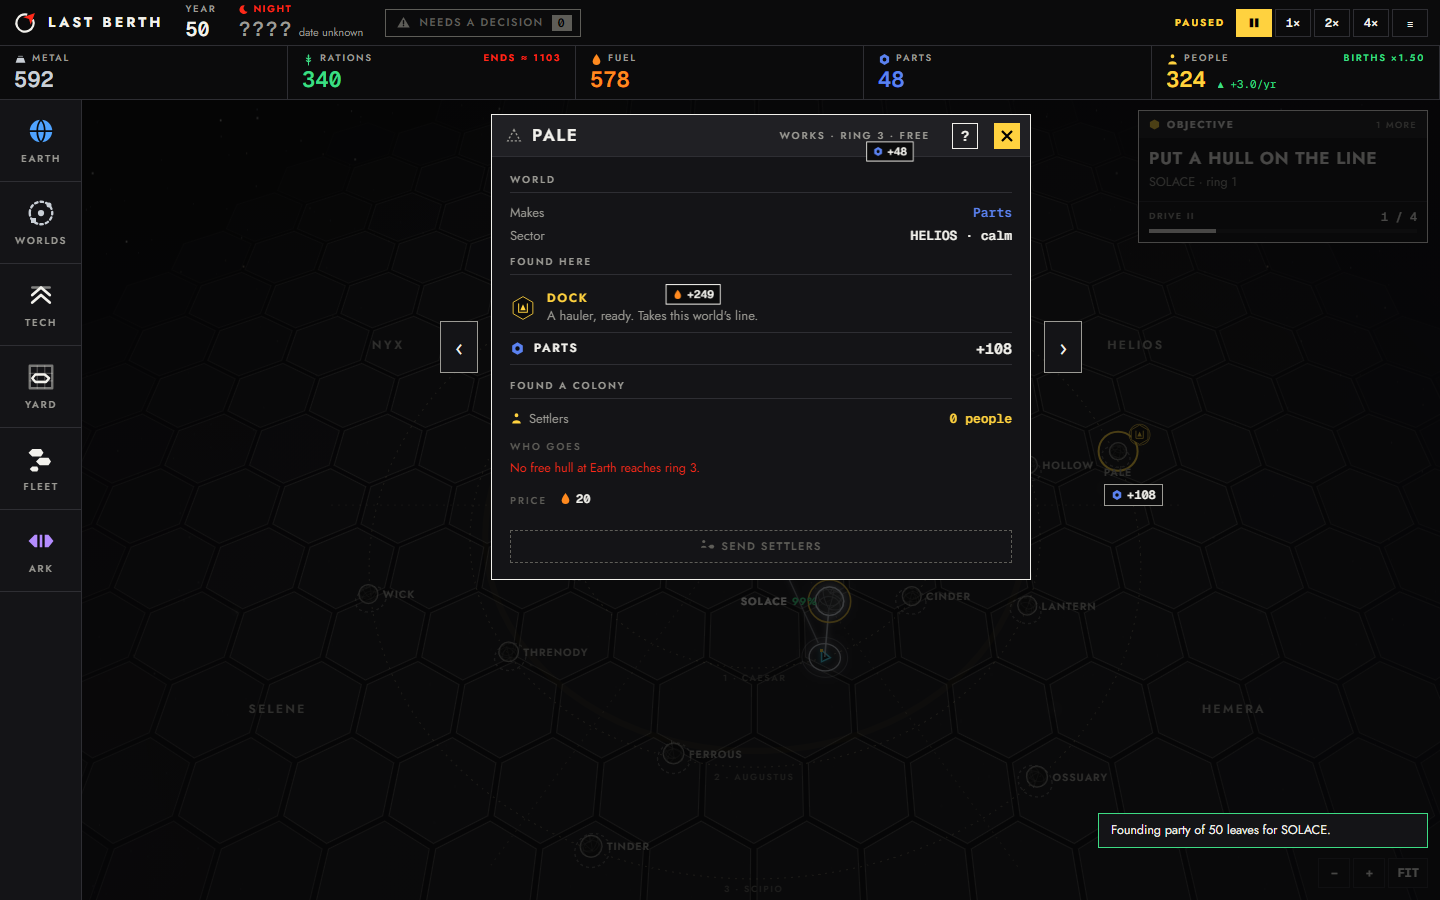 LAST BERTH
YEAR
50
NIGHT
???? date unknown
NEEDS A DECISION 0
PAUSED
1×
2×
4×
METAL
592
RATIONS
340
ENDS ≈ 1103
FUEL
578
PARTS
48
PEOPLE
324 ▲ +3.0/yr
BIRTHS ×1.50
EARTH
WORLDS
TECH
YARD
FLEET
ARK
PALE
WORKS · RING 3 · FREE
?
+48
WORLD
Makes Parts
Sector HELIOS · calm
FOUND HERE
DOCK
+249
A hauler, ready. Takes this world's line.
PARTS +108
FOUND A COLONY
Settlers 0 people
WHO GOES
No free hull at Earth reaches ring 3.
PRICE 20
SEND SETTLERS
OBJECTIVE 1 MORE
PUT A HULL ON THE LINE
SOLACE · ring 1
DRIVE II 1 / 4
NYX
HELIOS
HOLLOW
PALE
+108
WICK
SOLACE 99%
CINDER
LANTERN
THRENODY
1 · CAESAR
SELENE
HEMERA
FERROUS
2 · AUGUSTUS
OSSUARY
TINDER
3 · SCIPIO
Founding party of 50 leaves for SOLACE.
− + FIT